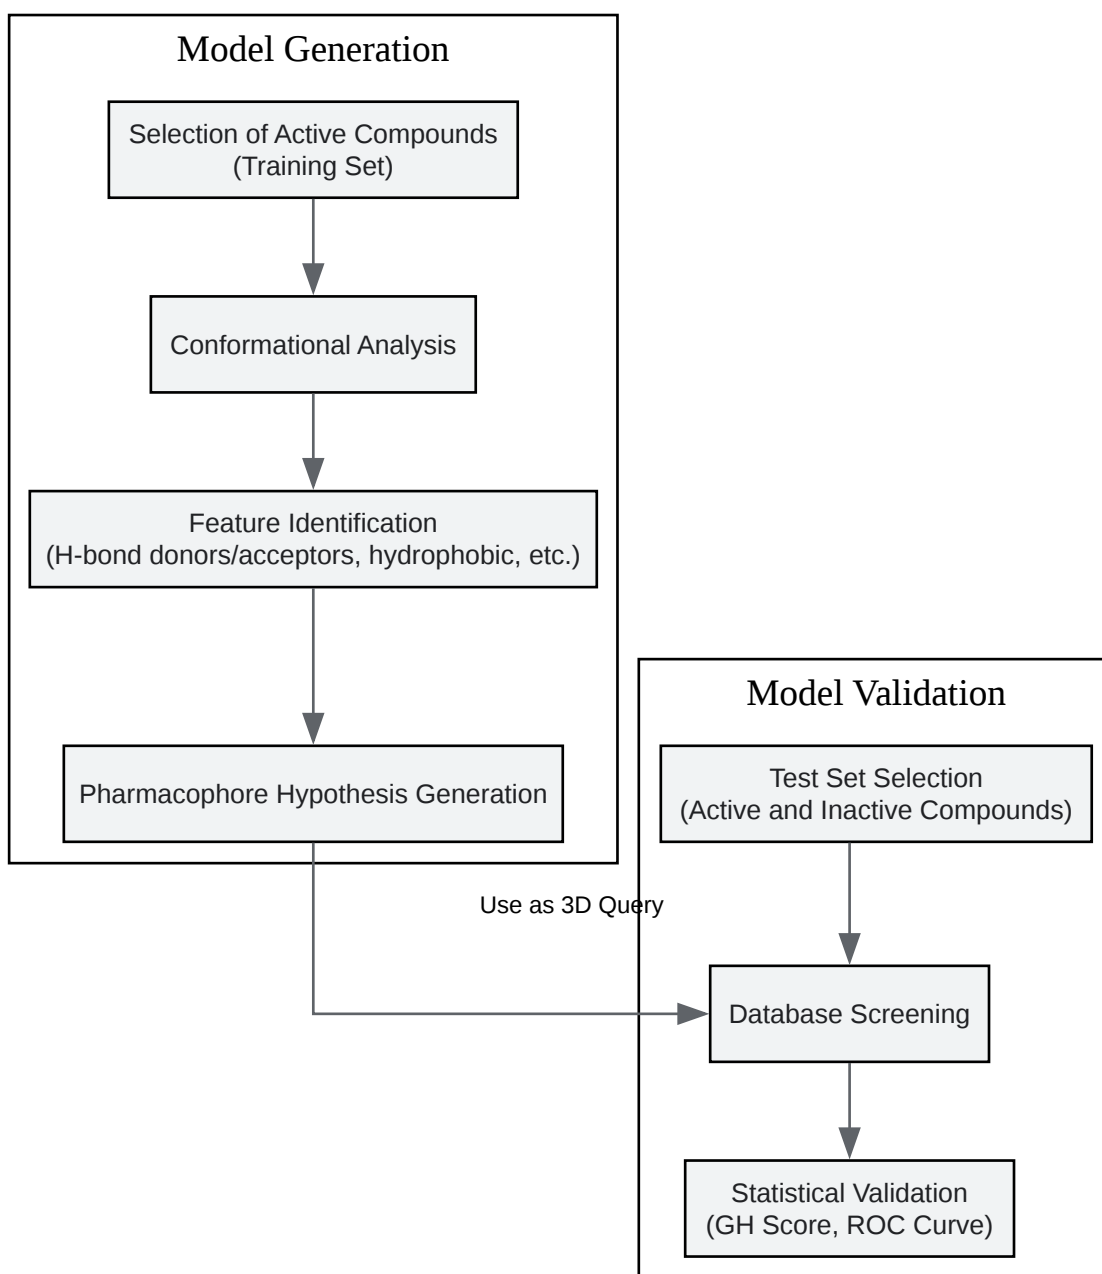 Model Generation
Selection of Active Compounds
(Training Set)
Conformational Analysis
Feature Identification
(H-bond donors/acceptors, hydrophobic, etc.)
Pharmacophore Hypothesis Generation
Use as 3D Query
Model Validation
Test Set Selection
(Active and Inactive Compounds)
Database Screening
Statistical Validation
(GH Score, ROC Curve)